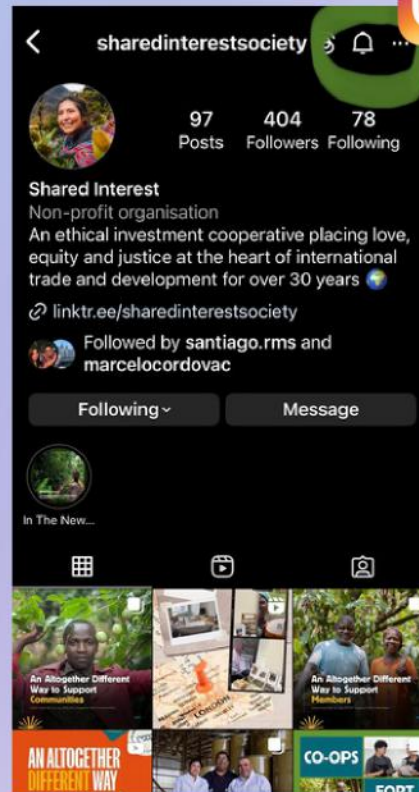 sharedinterestsociety
97 404 78
Posts Followers Following
Shared Interest
Non-profit organisation
An ethical investment cooperative placing love,
equity and justice at the heart of international
trade and development for over 30 years 🌍
linktr.ee/sharedinterestsociety
Followed by santiago.rms and
marcelocordovac
Following
Message
In The New...
An Altogether Different
Way to Support
Communities
LONDON
An Altogether Different
Way to Support
Members
AN ALTOGETHER
DIFFERENT WAY
CO-OPS
FORT